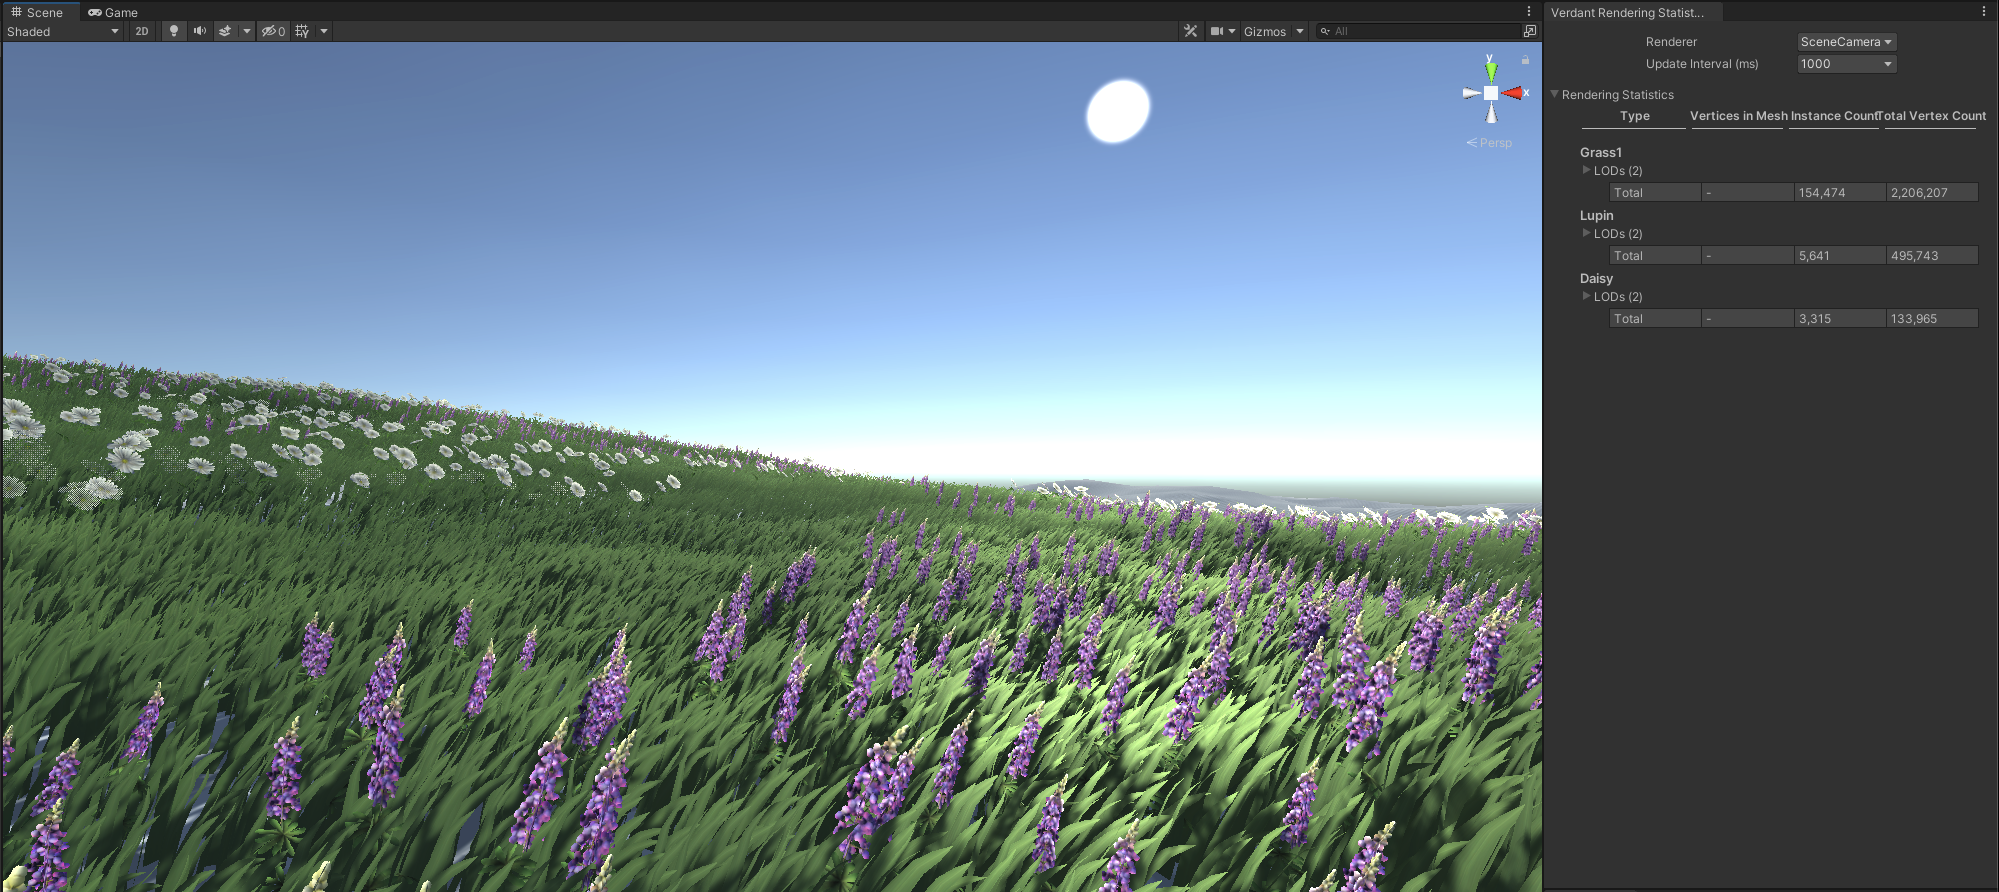 Scene Game
Verdant Rendering Statist...
Shaded 2D 0 Gizmos All
Renderer SceneCamera
Update Interval (ms) 1000
y
x
Persp
Rendering Statistics
Type Vertices in Mesh Instance Count Total Vertex Count
Grass1
LODs (2)
Total - 154,474 2,206,207
Lupin
LODs (2)
Total - 5,641 495,743
Daisy
LODs (2)
Total - 3,315 133,965